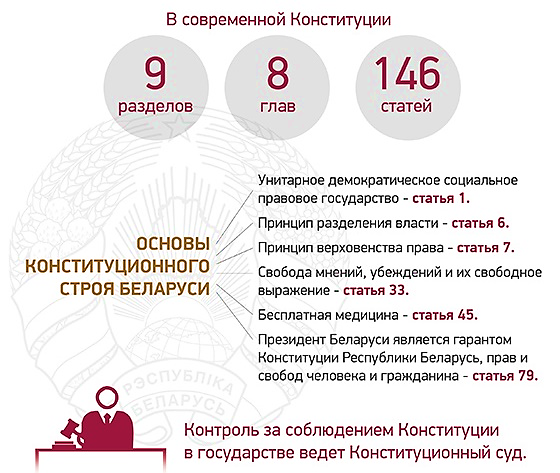 В современной Конституции
9
разделов
8
глав
146
статей
ОСНОВЫ
КОНСТИТУЦИОННОГО
СТРОЯ БЕЛАРУСИ
Унитарное демократическое социальное
правовое государство - статья 1.
Принцип разделения власти - статья 6.
Принцип верховенства права - статья 7.
Свобода мнений, убеждений и их свободное
выражение - статья 33.
Бесплатная медицина - статья 45.
Президент Беларуси является гарантом
Конституции Республики Беларусь, прав и
свобод человека и гражданина - статья 79.
РЭСПУБЛІКА
БЕЛАРУСЬ
Контроль за соблюдением Конституции
в государстве ведет Конституционный суд.